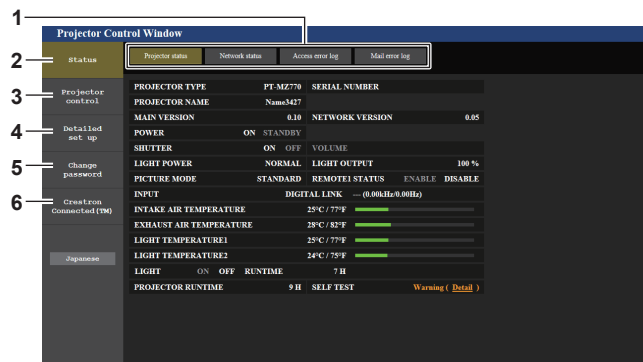 1
Projector Control Window
2
Status
Projector status Network status Access error log Mail error log
3
Projector control
4
Detailed set up
5
Change password
6
Crestron Connected(TM)
Japanese
PROJECTOR TYPE PT-MZ770 SERIAL NUMBER
PROJECTOR NAME Name3427
MAIN VERSION 0.10 NETWORK VERSION 0.05
POWER ON STANDBY
SHUTTER ON OFF VOLUME
LIGHT POWER NORMAL LIGHT OUTPUT 100 %
PICTURE MODE STANDARD REMOTE1 STATUS ENABLE DISABLE
INPUT DIGITAL LINK --- (0.00kHz/0.00Hz)
INTAKE AIR TEMPERATURE 25°C / 77°F
EXHAUST AIR TEMPERATURE 28°C / 82°F
LIGHT TEMPERATURE1 25°C / 77°F
LIGHT TEMPERATURE2 24°C / 75°F
LIGHT ON OFF RUNTIME 7 H
PROJECTOR RUNTIME 9 H SELF TEST Warning ( Detail )